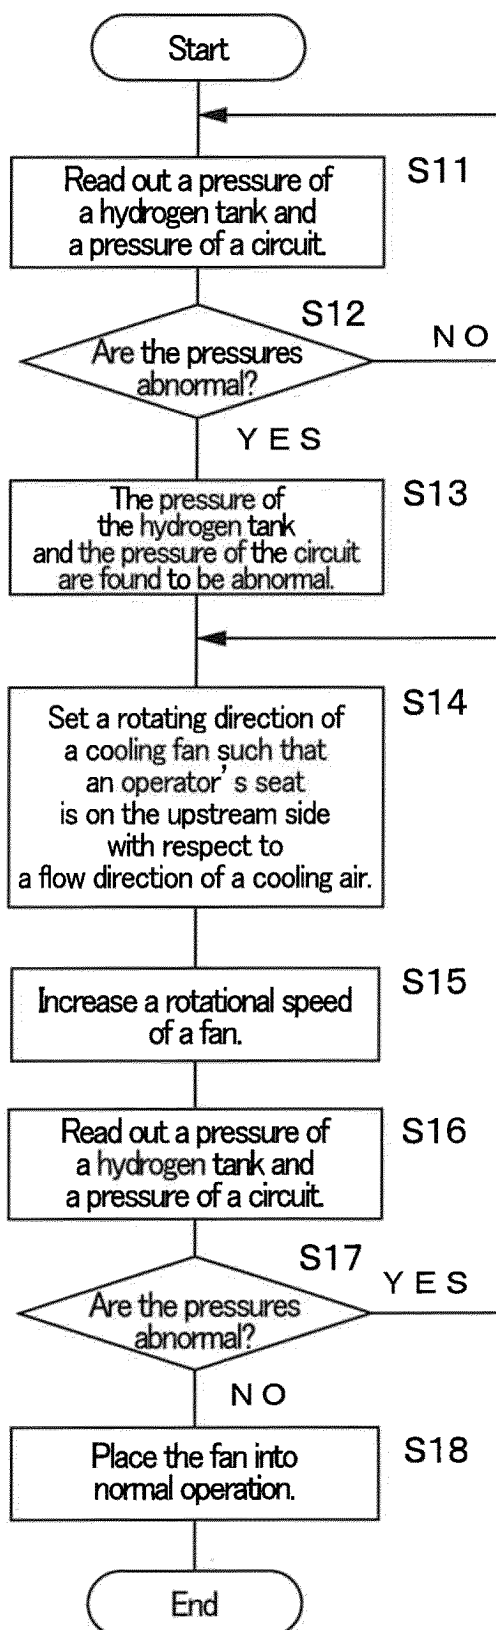 Start
S11
Read out a pressure of
a hydrogen tank and
a pressure of a circuit.
S12
Are the pressures
abnormal?
NO
YES
S13
The pressure of
the hydrogen tank
and the pressure of the circuit
are found to be abnormal.
S14
Set a rotating direction of
a cooling fan such that
an operator's seat
is on the upstream side
with respect to
a flow direction of a cooling air.
S15
Increase a rotational speed
of a fan.
S16
Read out a pressure of
a hydrogen tank and
a pressure of a circuit.
S17
Are the pressures
abnormal?
YES
NO
S18
Place the fan into
normal operation.
End